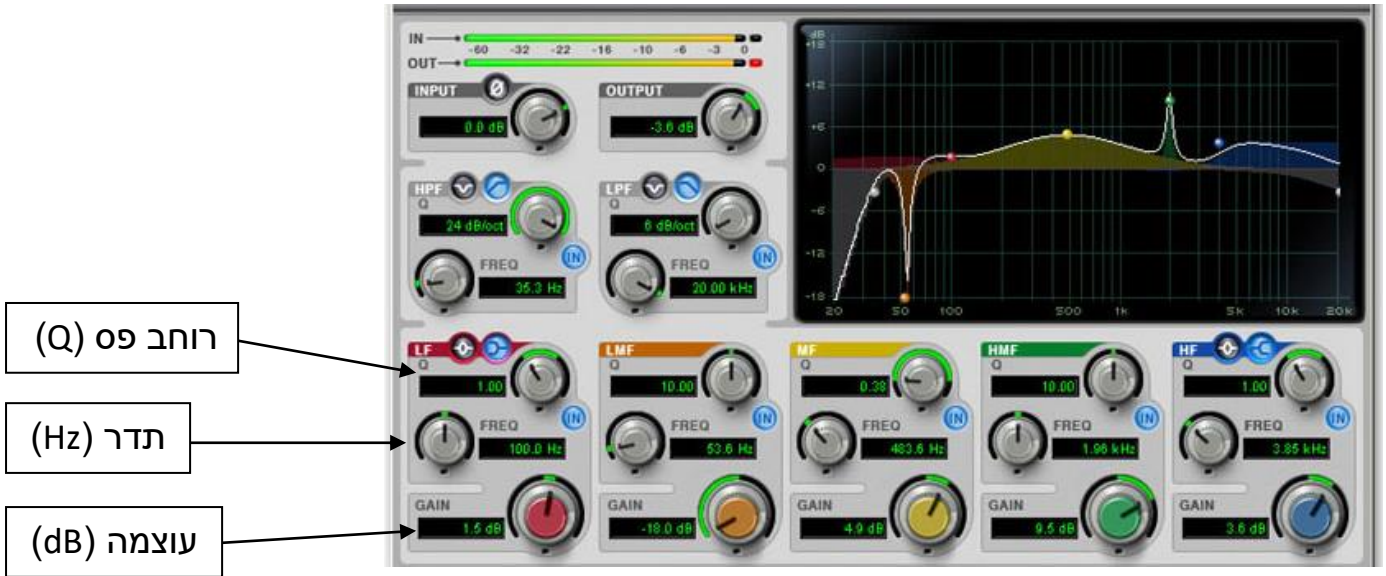 IN
-60 -32 -22 -16 -10 -6 -3 0
OUT
INPUT Ø
0.0 dB
OUTPUT
-3.6 dB
HPF
Q
24 dB/oct
FREQ
IN
35.3 Hz
LPF
Q
6 dB/oct
FREQ
IN
20.00 kHz
dB
+18
+12
+6
0
-6
-12
-18
20 50 100 500 1k 5k 10k 20k
רוחב פס (Q)
תדר (Hz)
עוצמה (dB)
LF
Q
1.00
FREQ
IN
100.0 Hz
GAIN
1.5 dB
LMF
Q
10.00
FREQ
IN
53.6 Hz
GAIN
-18.0 dB
MF
Q
0.38
FREQ
IN
483.6 Hz
GAIN
4.9 dB
HMF
Q
10.00
FREQ
IN
1.96 kHz
GAIN
9.5 dB
HF
Q
1.00
FREQ
IN
3.85 kHz
GAIN
3.6 dB